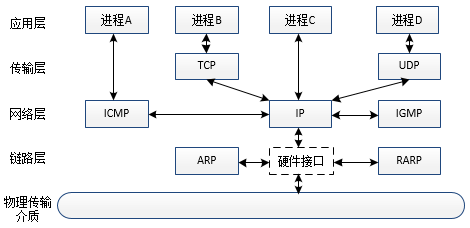 应用层 进程A 进程B 进程C 进程D
传输层 TCP UDP
网络层 ICMP IP IGMP
链路层 ARP 硬件接口 RARP
物理传输
介质